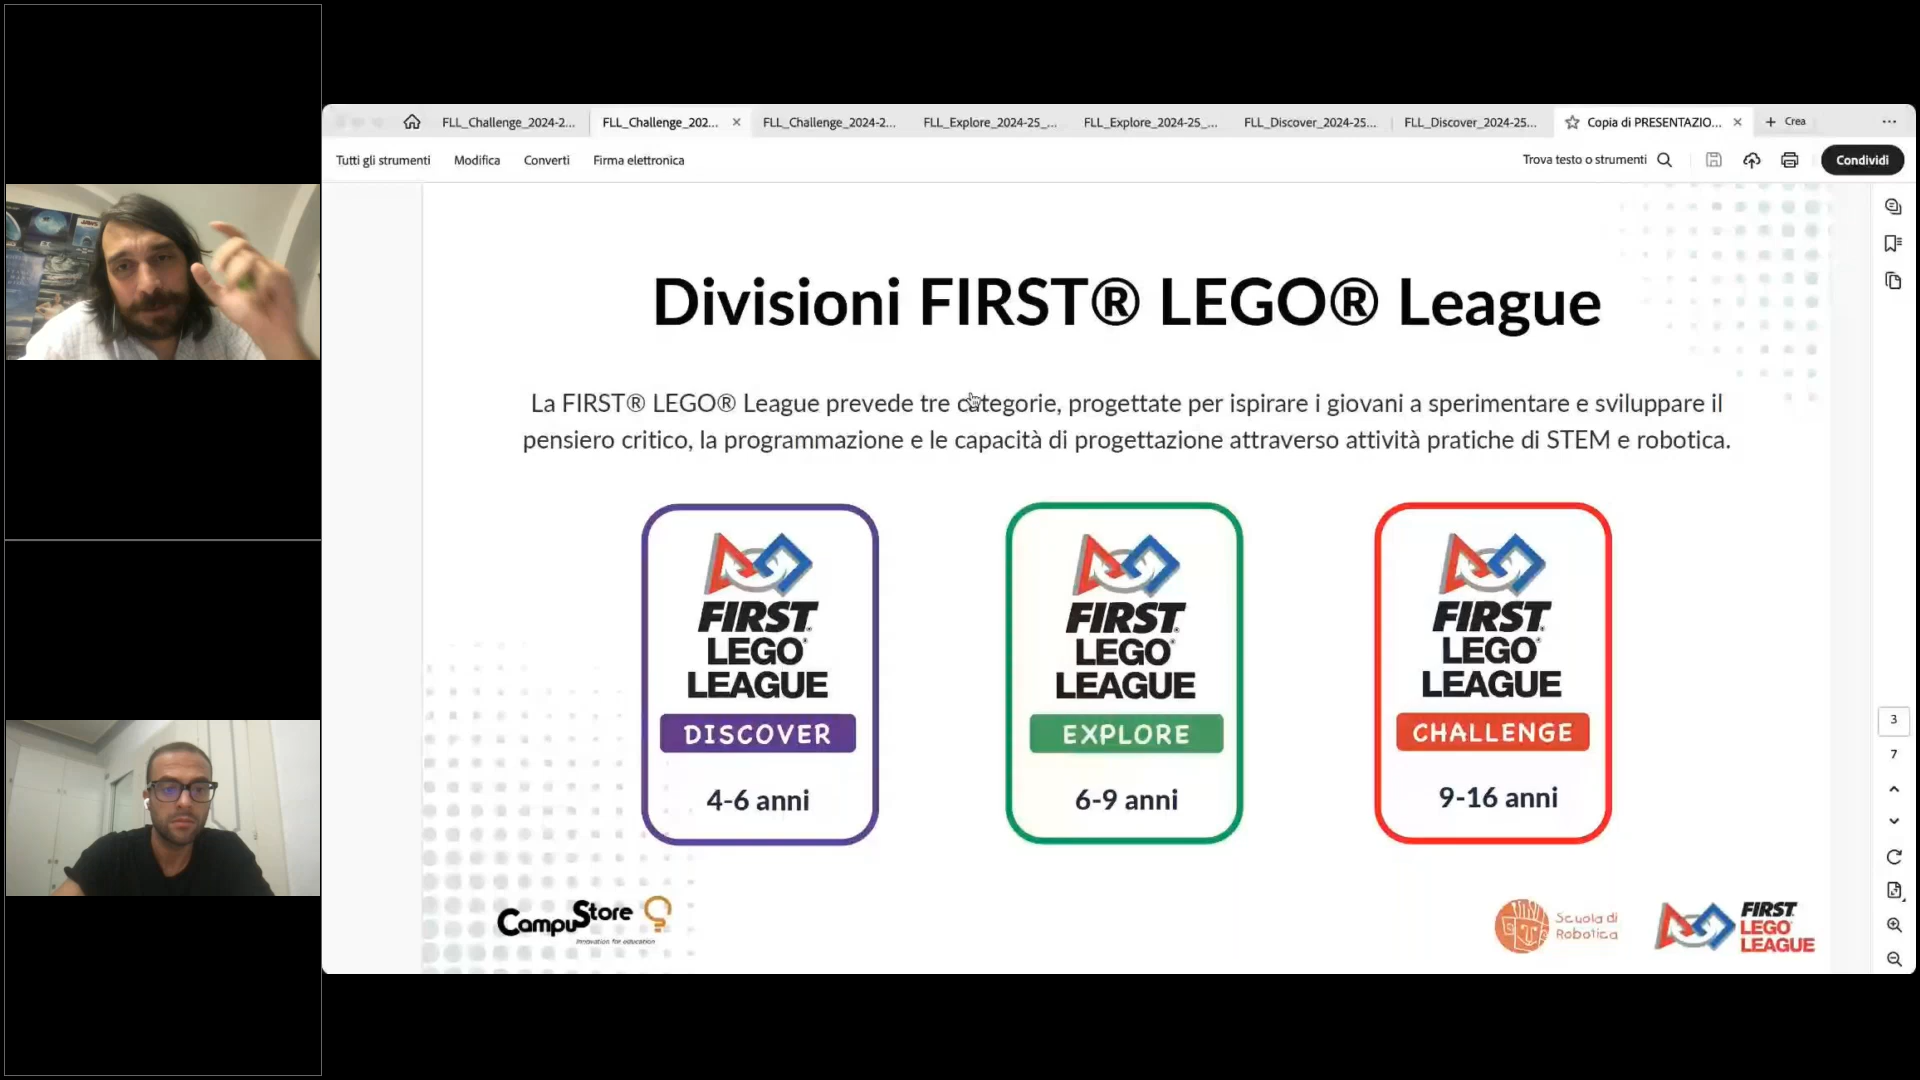 FLL_Challenge_2024-2...
FLL_Challenge_202...
FLL_Challenge_2024-2...
FLL_Explore_2024-25_...
FLL_Explore_2024-25_...
FLL_Discover_2024-25...
FLL_Discover_2024-25...
Copia di PRESENTAZIO...
Crea
Tutti gli strumenti
Modifica
Converti
Firma elettronica
Trova testo o strumenti
Condividi
Divisioni FIRST® LEGO® League
La FIRST® LEGO® League prevede tre categorie, progettate per ispirare i giovani a sperimentare e sviluppare il
pensiero critico, la programmazione e le capacità di progettazione attraverso attività pratiche di STEM e robotica.
FIRST®
LEGO®
LEAGUE
DISCOVER
4-6 anni
FIRST®
LEGO®
LEAGUE
EXPLORE
6-9 anni
FIRST®
LEGO®
LEAGUE
CHALLENGE
9-16 anni
3
7
CampuStore
Innovation for education
Scuola di
Robotica
FIRST
LEGO
LEAGUE